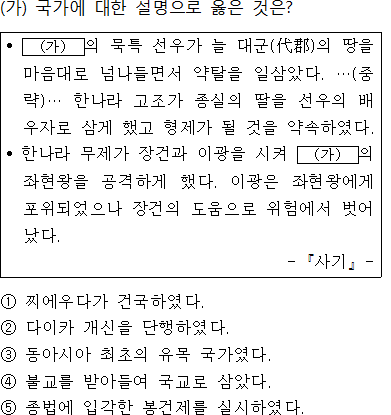 (가) 국가에 대한 설명으로 옳은 것은?
• (가) 의 묵특 선우가 늘 대군(代郡)의 땅을
마음대로 넘나들면서 약탈을 일삼았다. …(중
략)… 한나라 고조가 종실의 딸을 선우의 배
우자로 삼게 했고 형제가 될 것을 약속하였다.
• 한나라 무제가 장건과 이광을 시켜 (가) 의
좌현왕을 공격하게 했다. 이광은 좌현왕에게
포위되었으나 장건의 도움으로 위험에서 벗어
났다.
-『사기』-
① 찌에우다가 건국하였다.
② 다이카 개신을 단행하였다.
③ 동아시아 최초의 유목 국가였다.
④ 불교를 받아들여 국교로 삼았다.
⑤ 종법에 입각한 봉건제를 실시하였다.